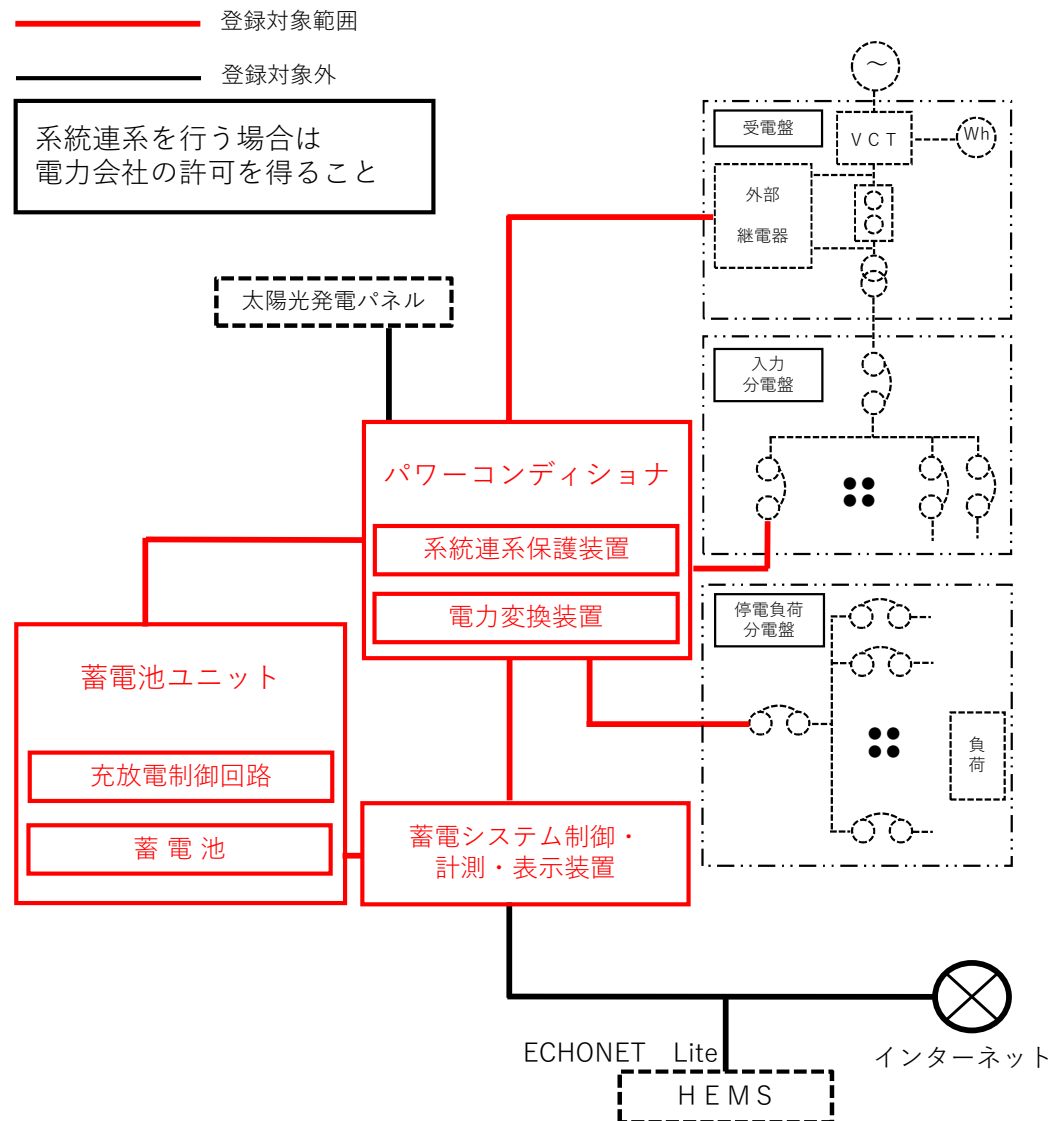 登録対象範囲
登録対象外
系統連系を行う場合は
電力会社の許可を得ること
～
受電盤
ＶＣＴ
Wh
外部
継電器
太陽光発電パネル
入力
分電盤
パワーコンディショナ
系統連系保護装置
電力変換装置
停電負荷
分電盤
負
荷
蓄電池ユニット
充放電制御回路
蓄 電 池
蓄電システム制御・
計測・表示装置
ECHONET　Lite
インターネット
ＨＥＭＳ